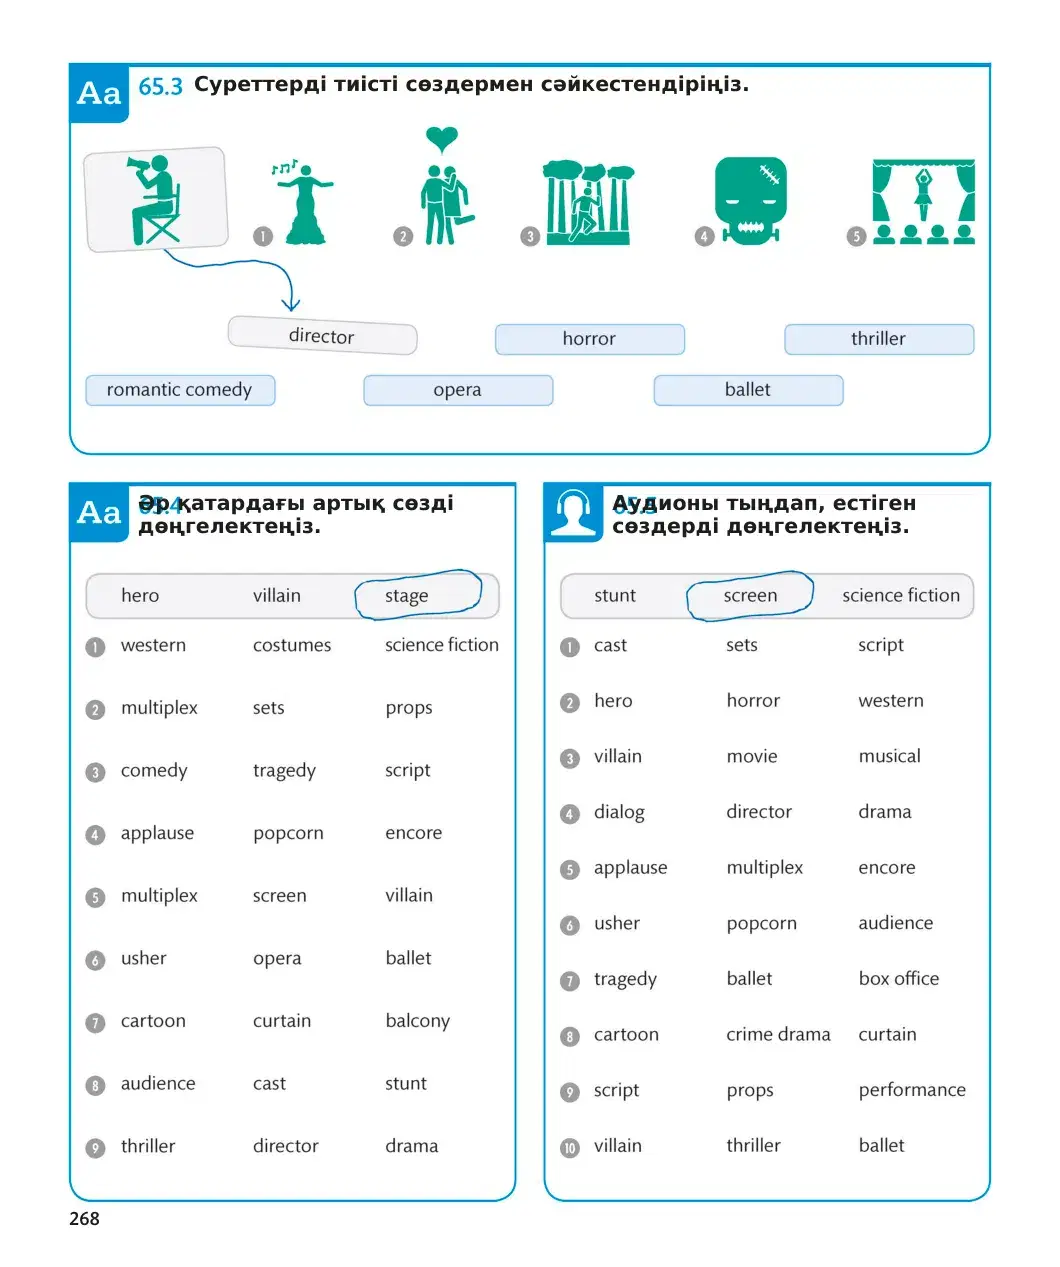 Aa 65.3 Суреттерді тиісті сөздермен сәйкестендіріңіз.
1 2 3 4 5
director horror thriller
romantic comedy opera ballet
Aa 65.4 Әр қатардағы артық сөзді
дөңгелектеңіз.
hero villain stage
1 western costumes science fiction
2 multiplex sets props
3 comedy tragedy script
4 applause popcorn encore
5 multiplex screen villain
6 usher opera ballet
7 cartoon curtain balcony
8 audience cast stunt
9 thriller director drama
65.5 Аудионы тыңдап, естіген
сөздерді дөңгелектеңіз.
stunt screen science fiction
1 cast sets script
2 hero horror western
3 villain movie musical
4 dialog director drama
5 applause multiplex encore
6 usher popcorn audience
7 tragedy ballet box office
8 cartoon crime drama curtain
9 script props performance
10 villain thriller ballet
268